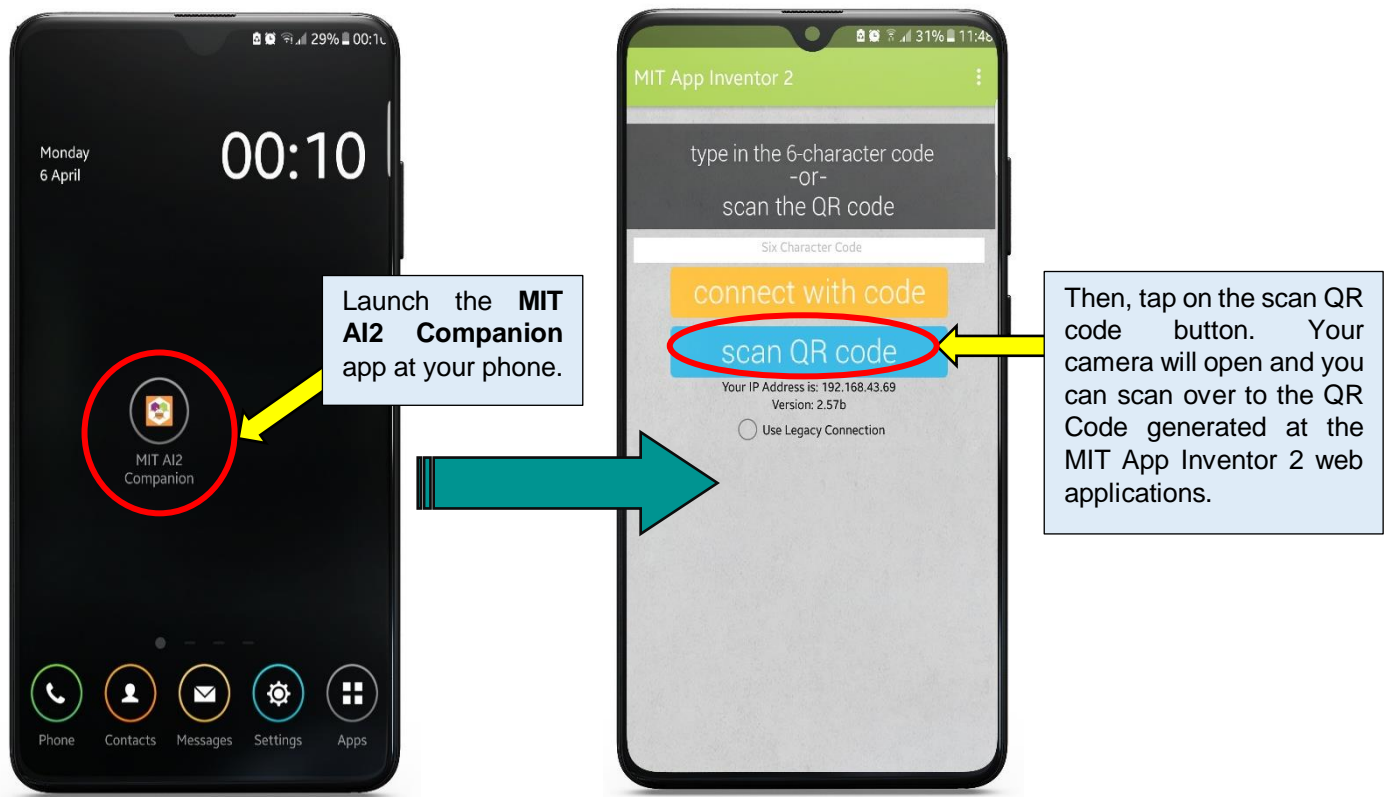 29% 00:10
Monday
6 April
00:10
MIT AI2
Companion
Phone Contacts Messages Settings Apps
Launch the MIT
AI2 Companion
app at your phone.
31% 11:48
MIT App Inventor 2
type in the 6-character code
-or-
scan the QR code
Six Character Code
connect with code
scan QR code
Your IP Address is: 192.168.43.69
Version: 2.57b
Use Legacy Connection
Then, tap on the scan QR
code button. Your
camera will open and you
can scan over to the QR
Code generated at the
MIT App Inventor 2 web
applications.